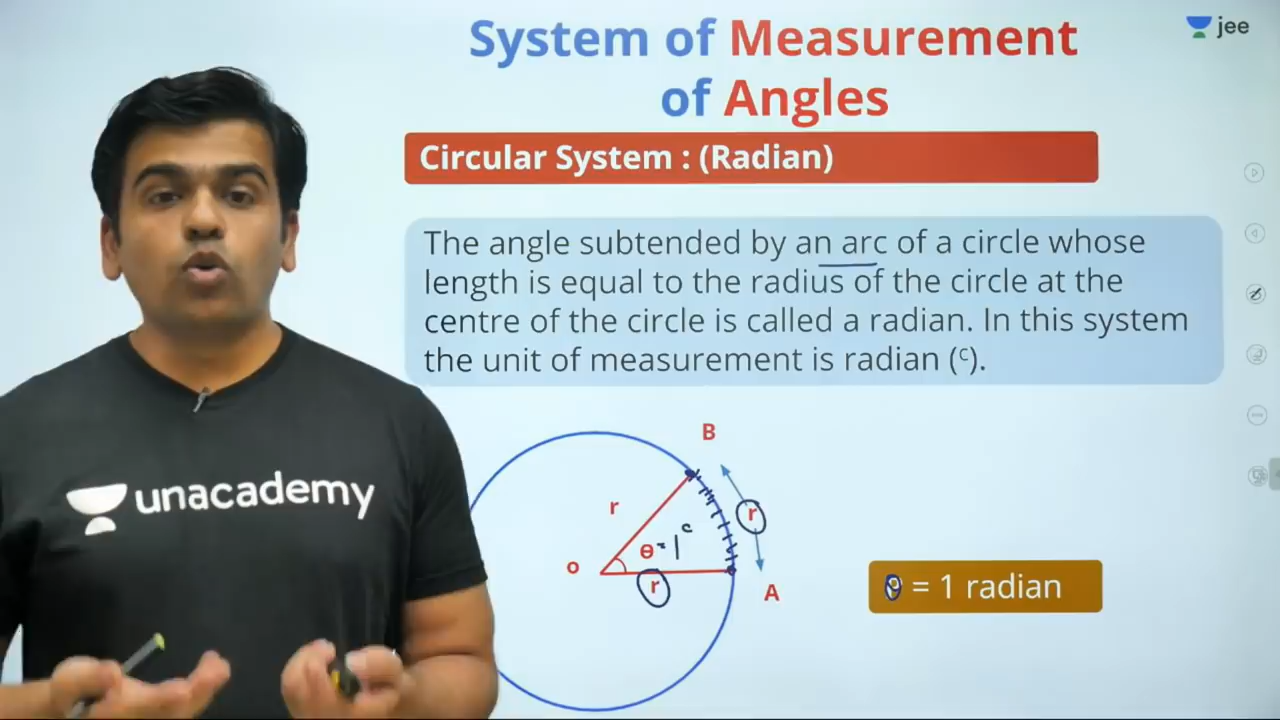 System of Measurement
of Angles
jee
Circular System : (Radian)
The angle subtended by an arc of a circle whose
length is equal to the radius of the circle at the
centre of the circle is called a radian. In this system
the unit of measurement is radian (ᶜ).
B
r
r
θ = 1ᶜ
o
r
A
θ = 1 radian
unacademy